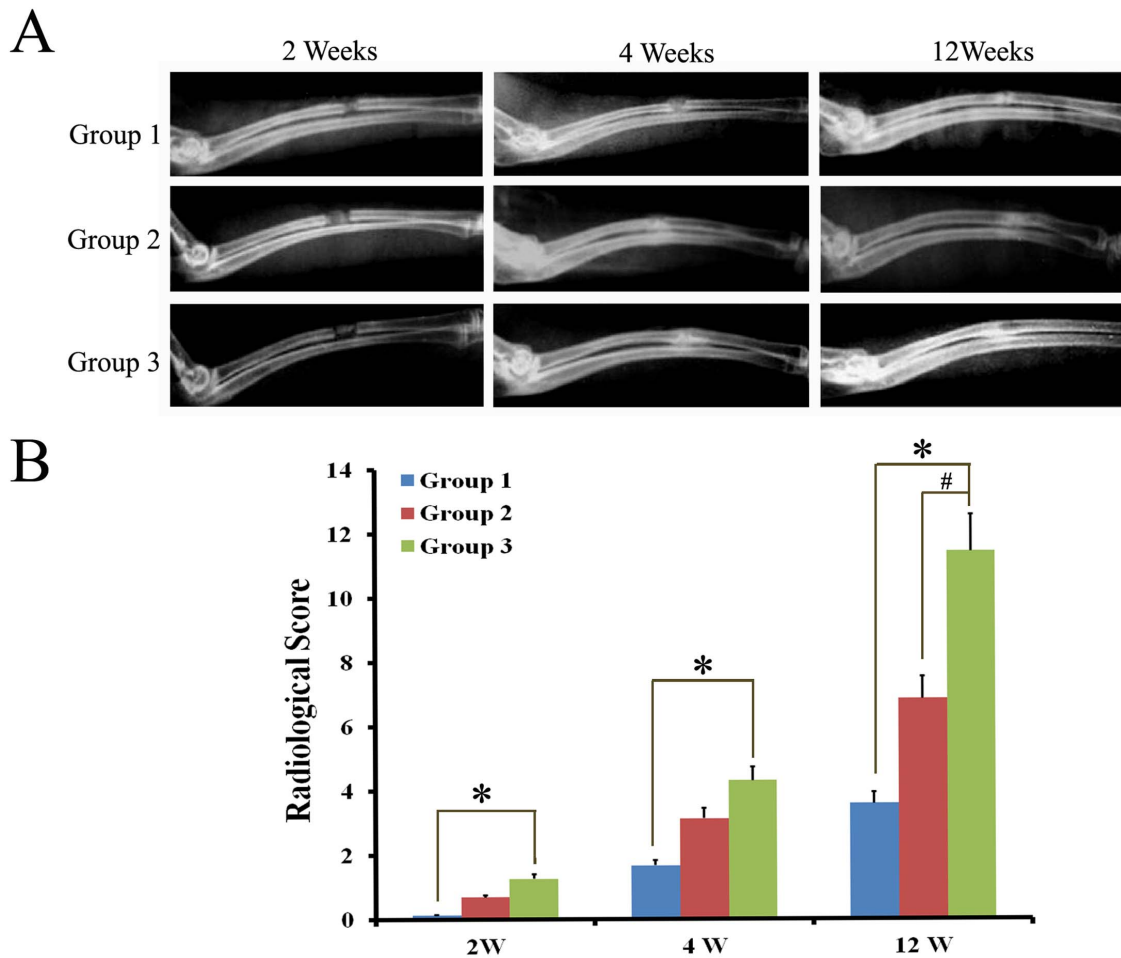 A
2 Weeks 4 Weeks 12Weeks
Group 1
Group 2
Group 3
B
Radiological Score
14
12
10
8
6
4
2
0
Group 1
Group 2
Group 3
*
*
*
#
2W 4 W 12 W